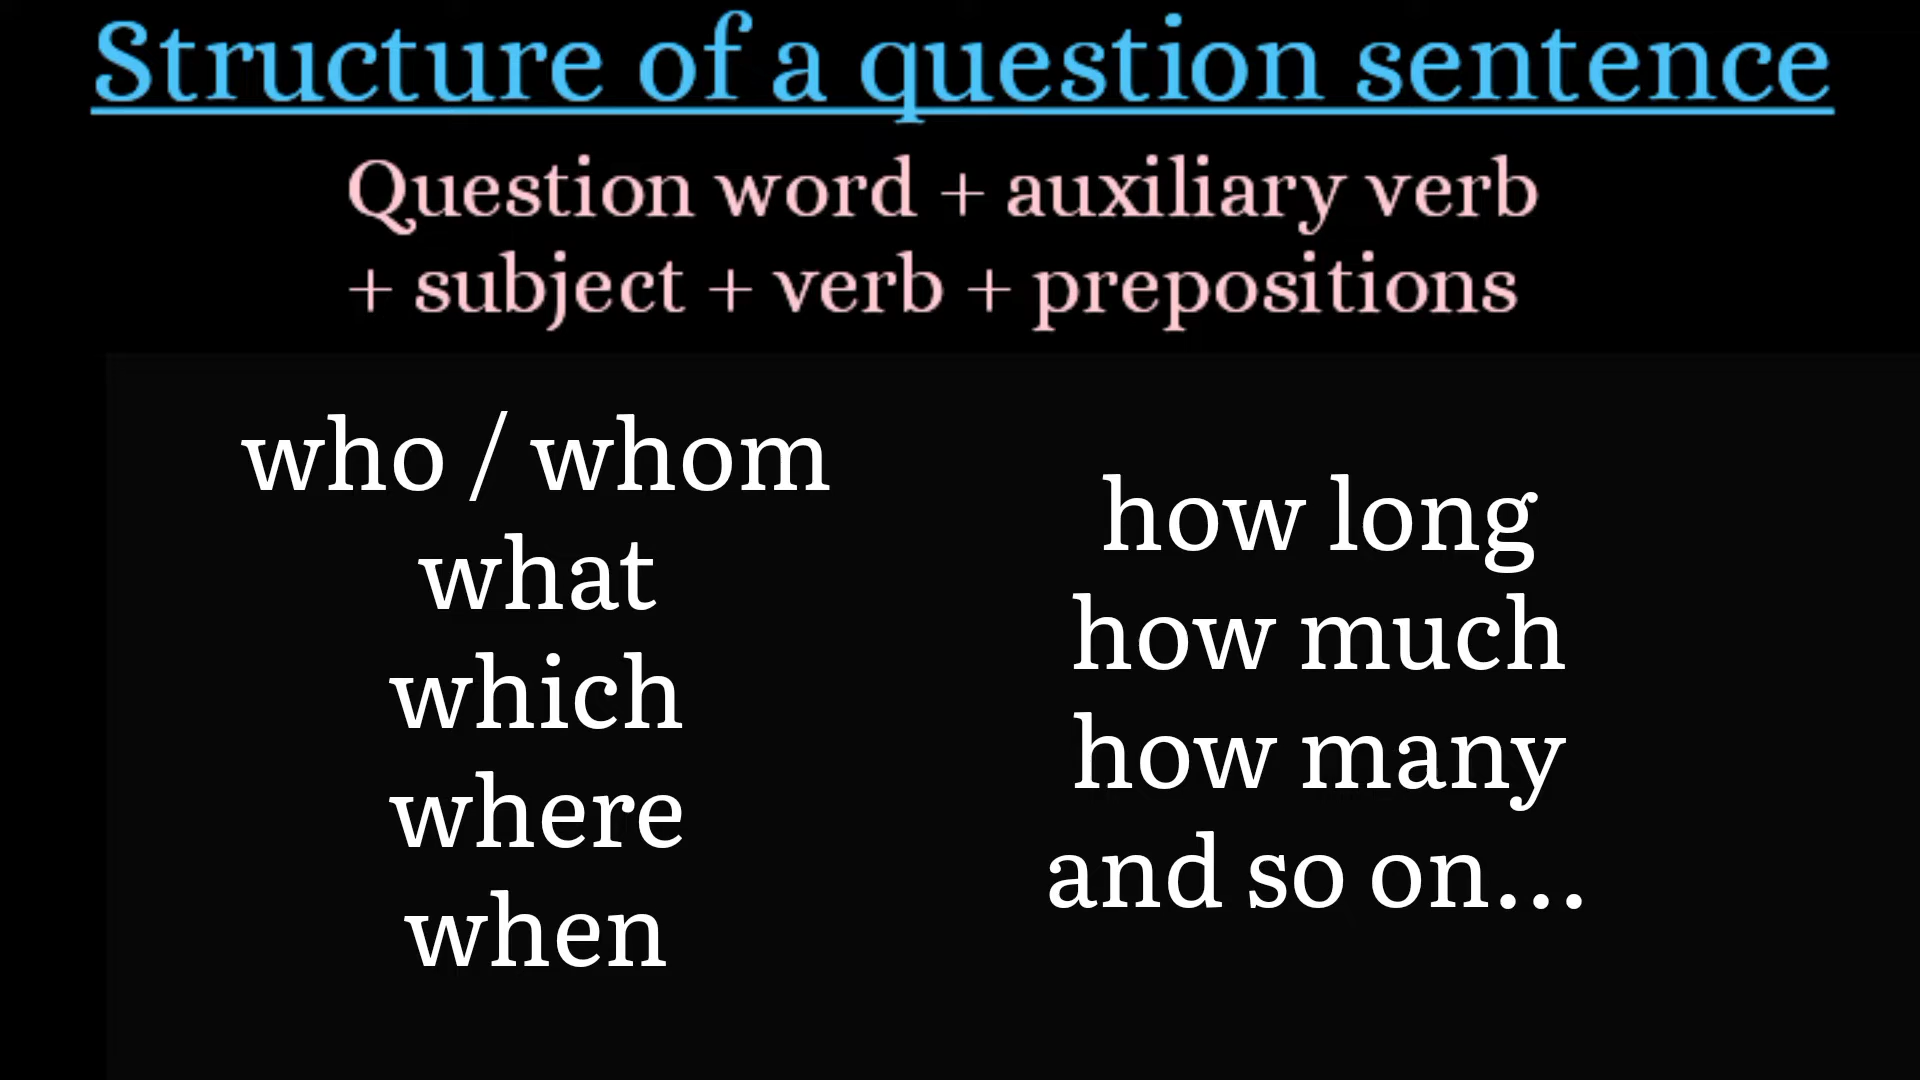 Structure of a question sentence
Question word + auxiliary verb
+ subject + verb + prepositions
who / whom
what
which
where
when
how long
how much
how many
and so on...